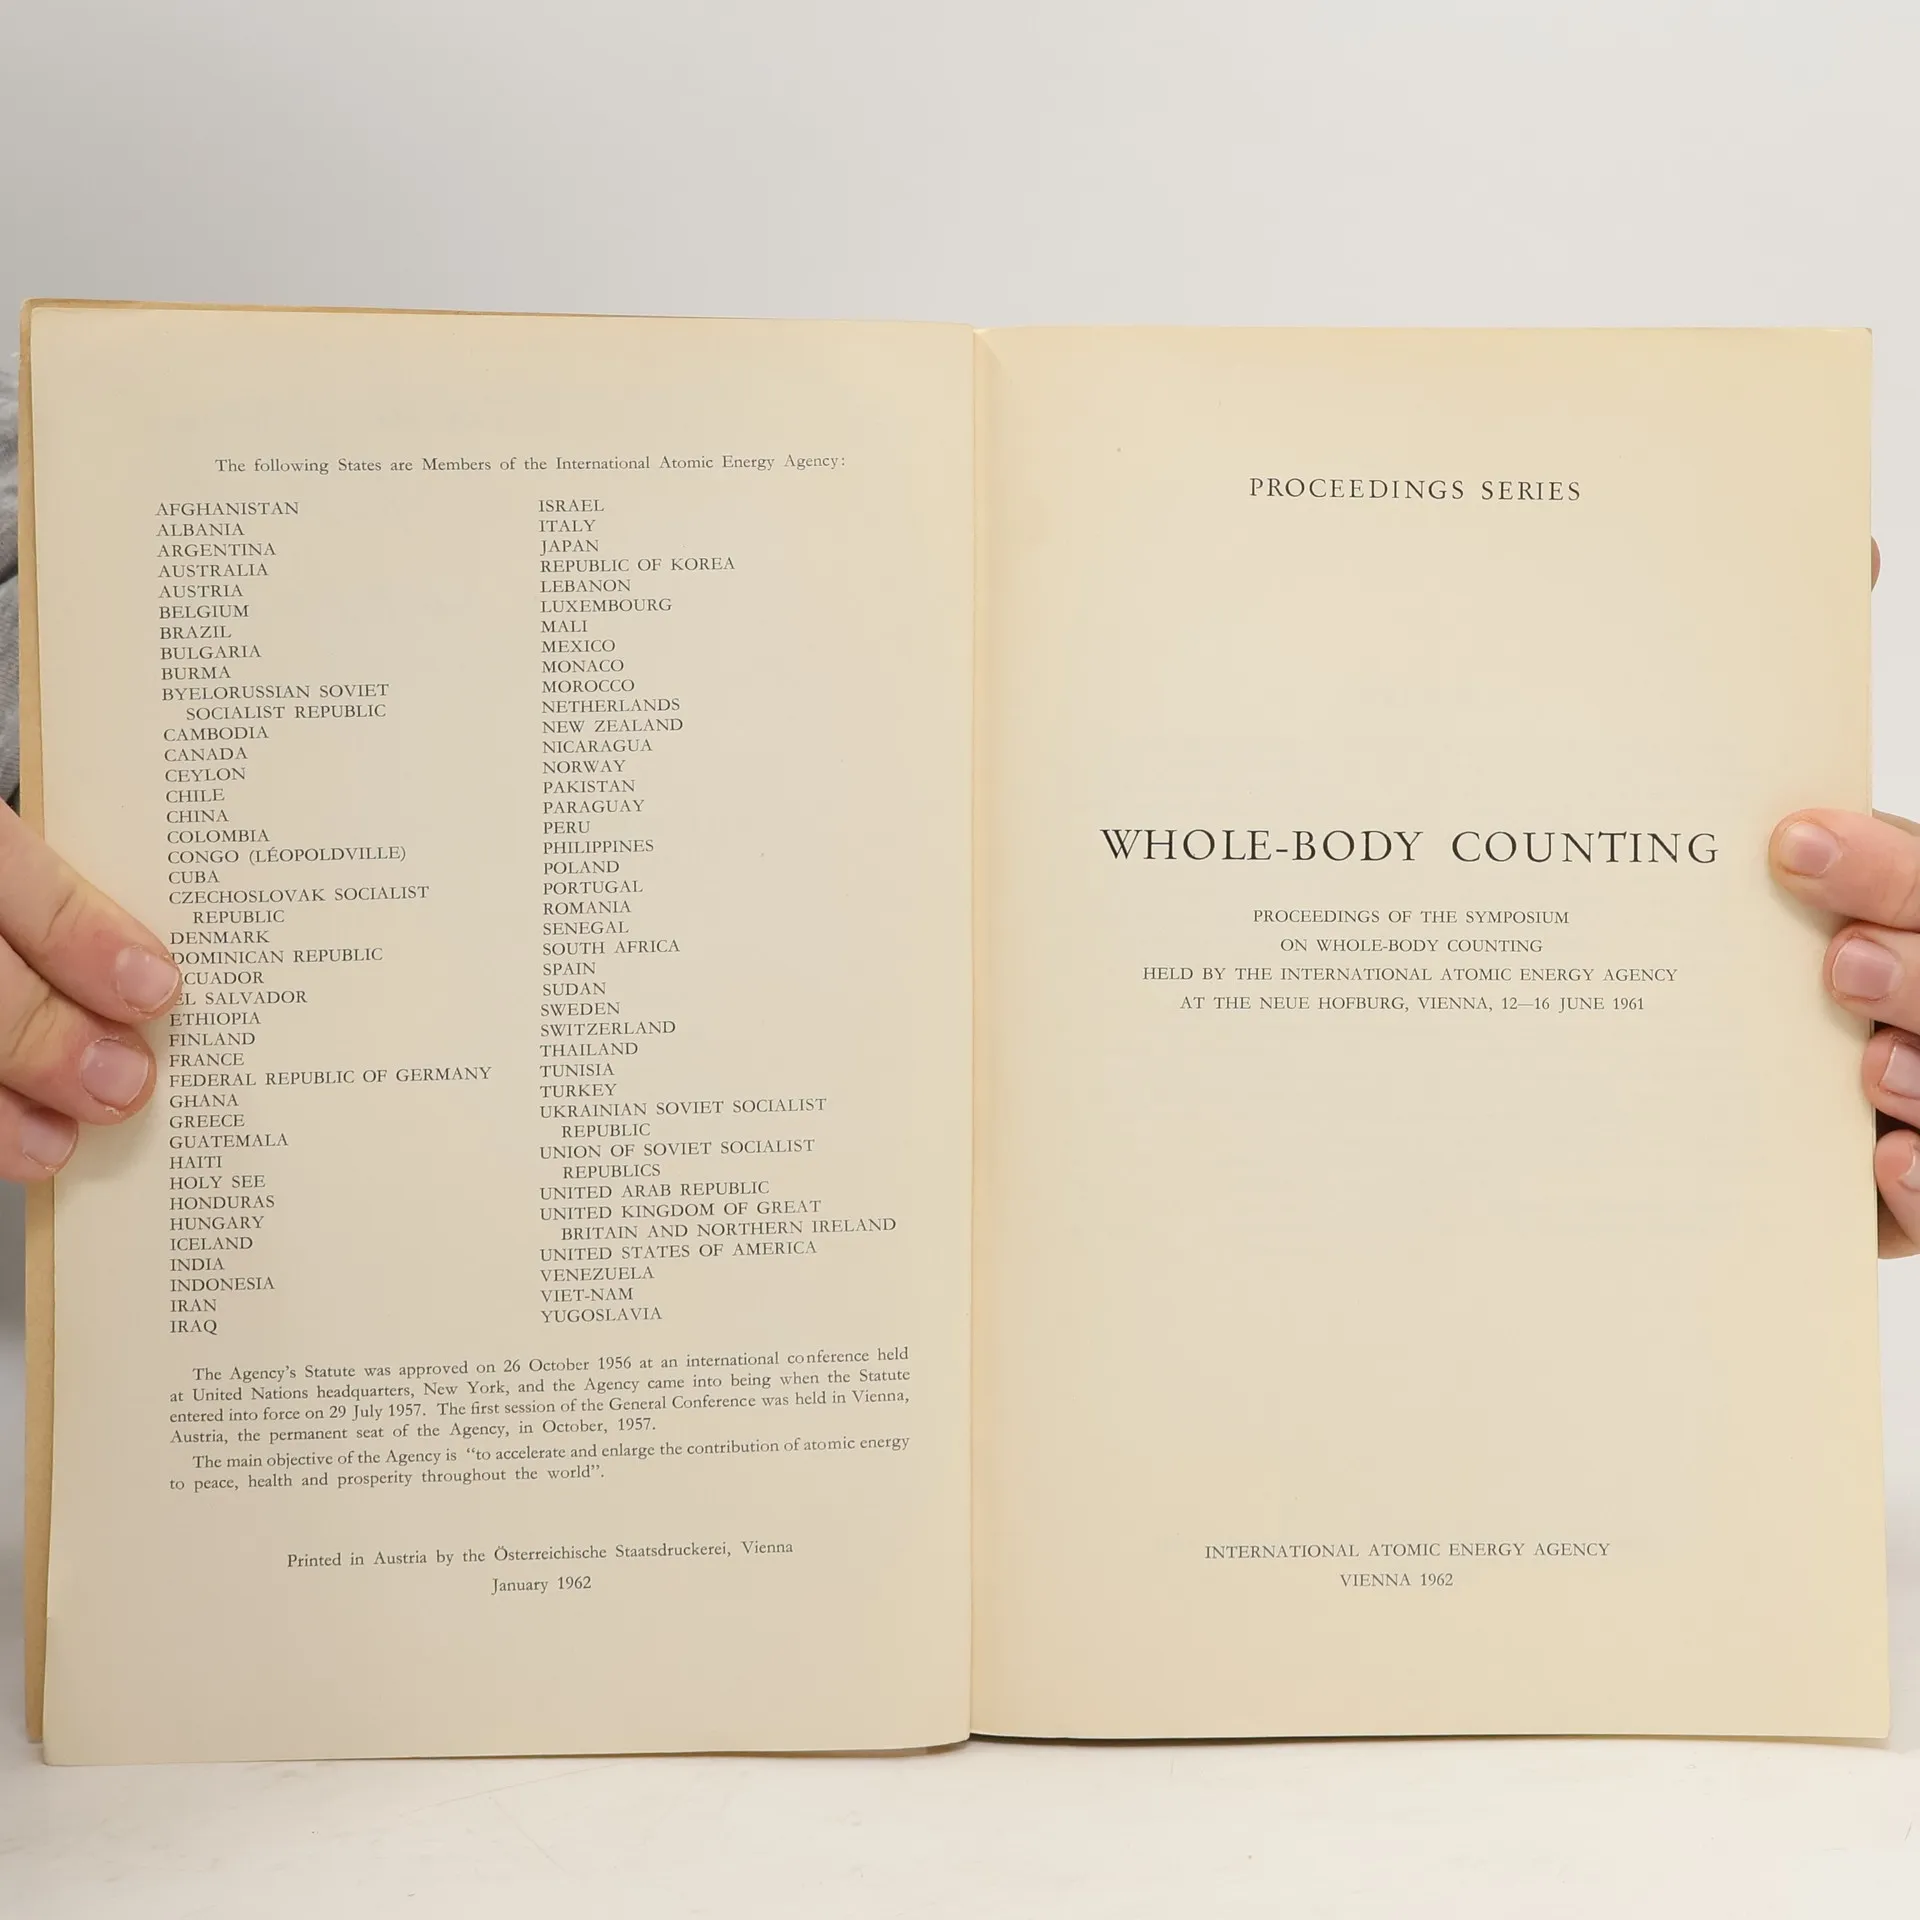 The following States are Members of the International Atomic Energy Agency:
AFGHANISTAN
ALBANIA
ARGENTINA
AUSTRALIA
AUSTRIA
BELGIUM
BRAZIL
BULGARIA
BURMA
BYELORUSSIAN SOVIET
SOCIALIST REPUBLIC
CAMBODIA
CANADA
CEYLON
CHILE
CHINA
COLOMBIA
CONGO (LÉOPOLDVILLE)
CUBA
CZECHOSLOVAK SOCIALIST
REPUBLIC
DENMARK
DOMINICAN REPUBLIC
ECUADOR
EL SALVADOR
ETHIOPIA
FINLAND
FRANCE
FEDERAL REPUBLIC OF GERMANY
GHANA
GREECE
GUATEMALA
HAITI
HOLY SEE
HONDURAS
HUNGARY
ICELAND
INDIA
INDONESIA
IRAN
IRAQ
ISRAEL
ITALY
JAPAN
REPUBLIC OF KOREA
LEBANON
LUXEMBOURG
MALI
MEXICO
MONACO
MOROCCO
NETHERLANDS
NEW ZEALAND
NICARAGUA
NORWAY
PAKISTAN
PARAGUAY
PERU
PHILIPPINES
POLAND
PORTUGAL
ROMANIA
SENEGAL
SOUTH AFRICA
SPAIN
SUDAN
SWEDEN
SWITZERLAND
THAILAND
TUNISIA
TURKEY
UKRAINIAN SOVIET SOCIALIST
REPUBLIC
UNION OF SOVIET SOCIALIST
REPUBLICS
UNITED ARAB REPUBLIC
UNITED KINGDOM OF GREAT
BRITAIN AND NORTHERN IRELAND
UNITED STATES OF AMERICA
VENEZUELA
VIET-NAM
YUGOSLAVIA
The Agency's Statute was approved on 26 October 1956 at an international conference held
at United Nations headquarters, New York, and the Agency came into being when the Statute
entered into force on 29 July 1957. The first session of the General Conference was held in Vienna,
Austria, the permanent seat of the Agency, in October, 1957.
The main objective of the Agency is "to accelerate and enlarge the contribution of atomic energy
to peace, health and prosperity throughout the world".
Printed in Austria by the Österreichische Staatsdruckerei, Vienna
January 1962
PROCEEDINGS SERIES
WHOLE-BODY COUNTING
PROCEEDINGS OF THE SYMPOSIUM
ON WHOLE-BODY COUNTING
HELD BY THE INTERNATIONAL ATOMIC ENERGY AGENCY
AT THE NEUE HOFBURG, VIENNA, 12—16 JUNE 1961
INTERNATIONAL ATOMIC ENERGY AGENCY
VIENNA 1962